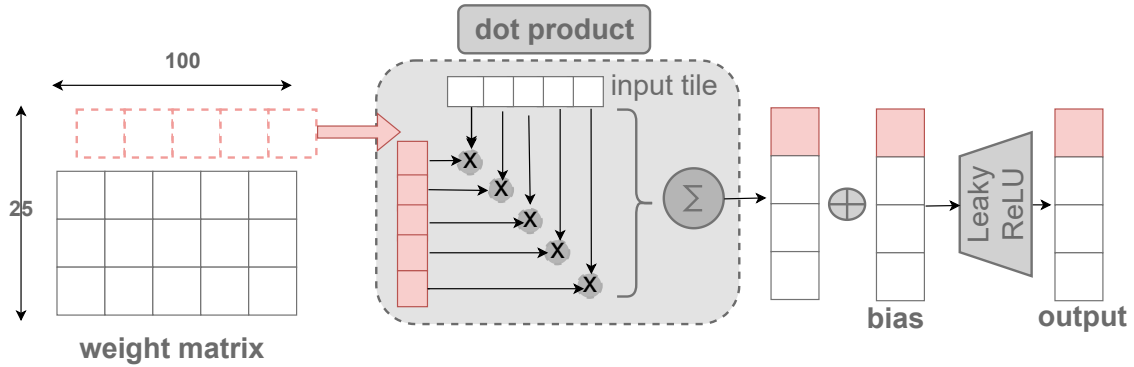 dot product
100
input tile
25
X
X
X
X
X
Σ
Leaky
ReLU
weight matrix
bias
output